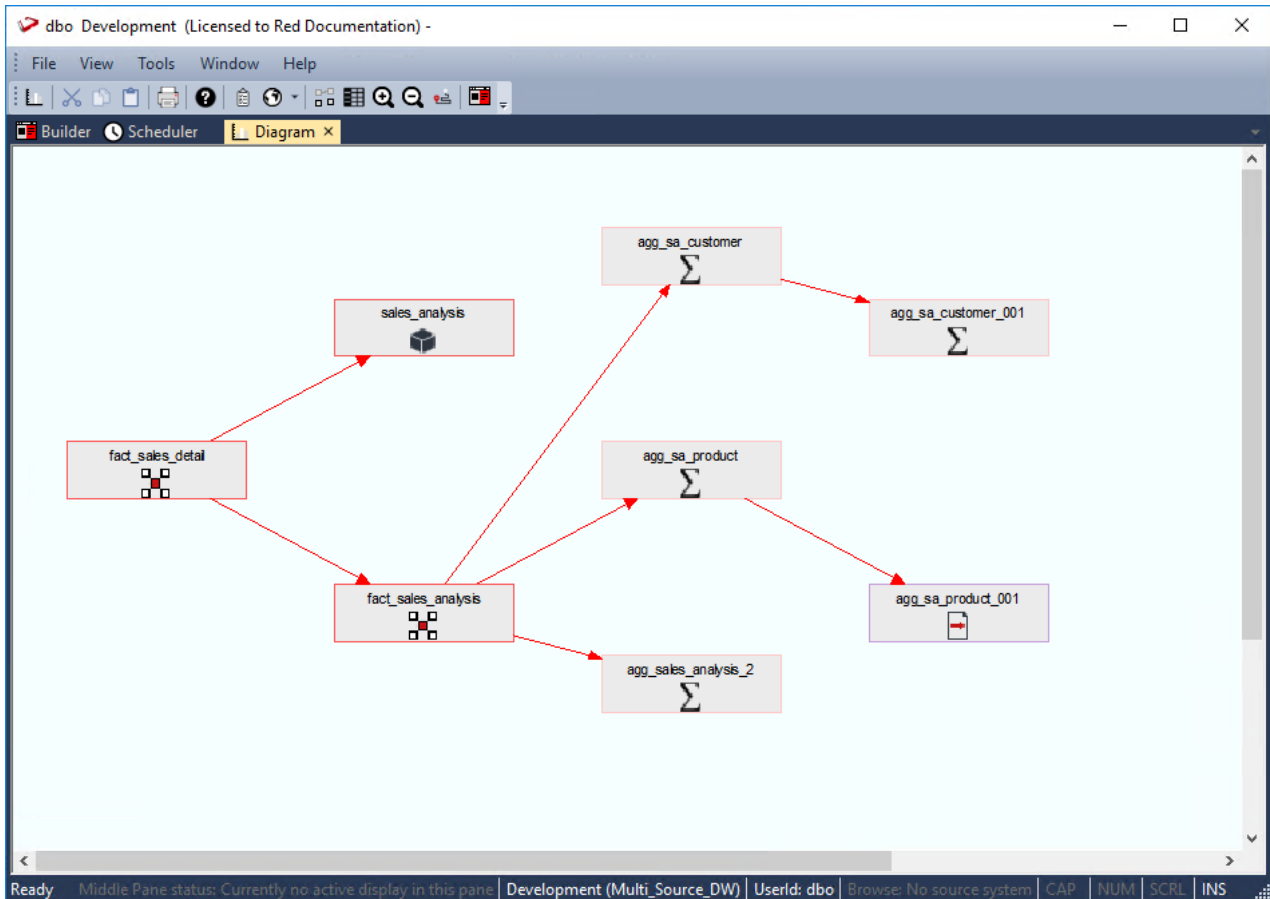 dbo Development (Licensed to Red Documentation) -
File View Tools Window Help
Builder Scheduler Diagram ×
agg_sa_customer
sales_analysis
agg_sa_customer_001
fact_sales_detail
agg_sa_product
fact_sales_analysis
agg_sa_product_001
agg_sales_analysis_2
Ready Middle Pane status: Currently no active display in this pane Development (Multi_Source_DW) UserId: dbo Browse: No source system CAP NUM SCRL INS